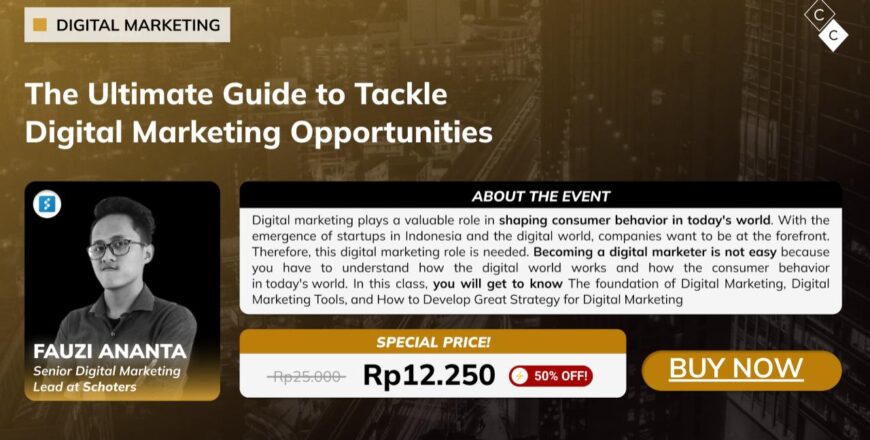 DIGITAL MARKETING
C
C
The Ultimate Guide to Tackle
Digital Marketing Opportunities
FAUZI ANANTA
Senior Digital Marketing
Lead at Schoters
ABOUT THE EVENT
Digital marketing plays a valuable role in shaping consumer behavior in today's world. With the
emergence of startups in Indonesia and the digital world, companies want to be at the forefront.
Therefore, this digital marketing role is needed. Becoming a digital marketer is not easy because
you have to understand how the digital world works and how the consumer behavior
in today's world. In this class, you will get to know The foundation of Digital Marketing, Digital
Marketing Tools, and How to Develop Great Strategy for Digital Marketing
SPECIAL PRICE!
Rp25.000 Rp12.250 50% OFF!
BUY NOW